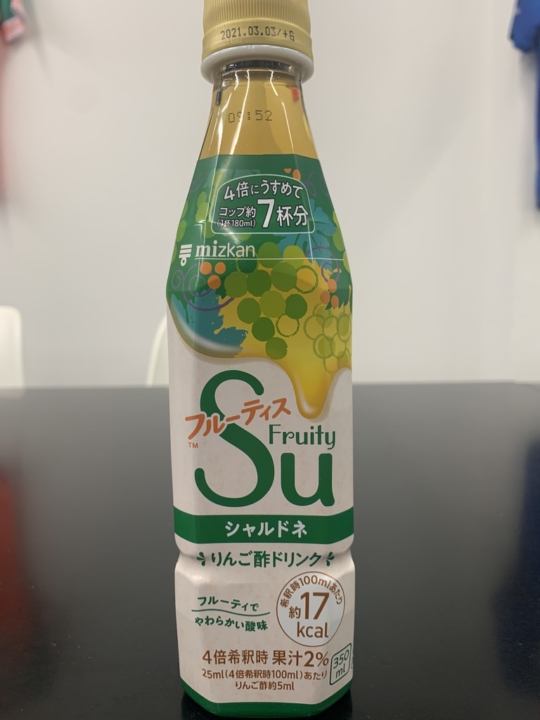 2021.03.03/+G
09:52
4倍にうすめて
コップ約
(1杯180ml)
7杯分
mizkan
フルーティス
Fruity
Su
TM
シャルドネ
りんご酢ドリンク
フルーティで
やわらかい酸味
希釈時100mlあたり
約17
kcal
4倍希釈時 果汁2%
25ml(4倍希釈時100ml)あたり
りんご酢約5ml
350
ml